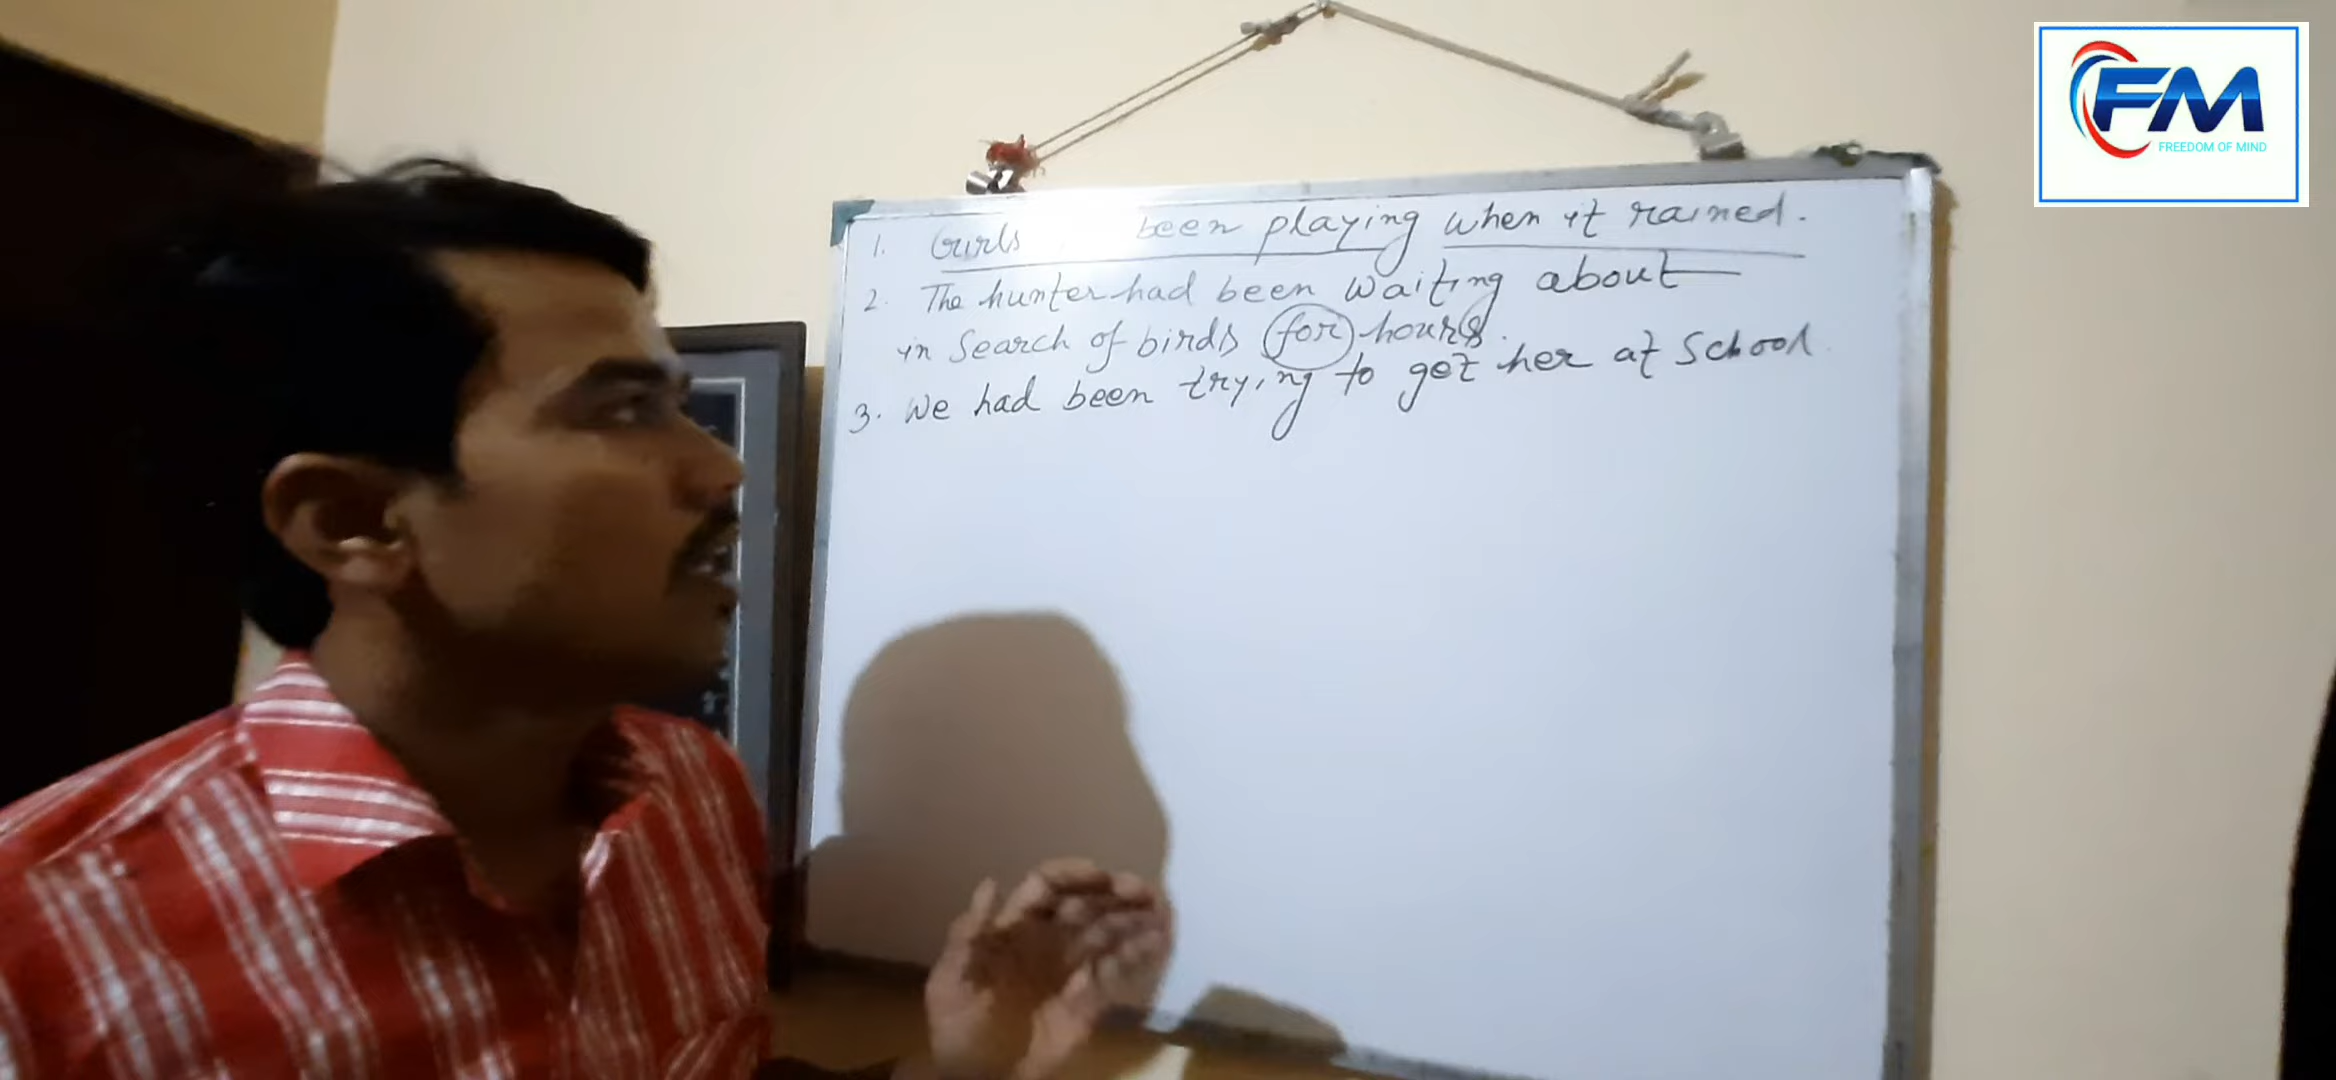 FM
FREEDOM OF MIND
1. Girls been playing when it rained.
2. The hunter had been waiting about
in search of birds for hours.
3. We had been trying to get her at school